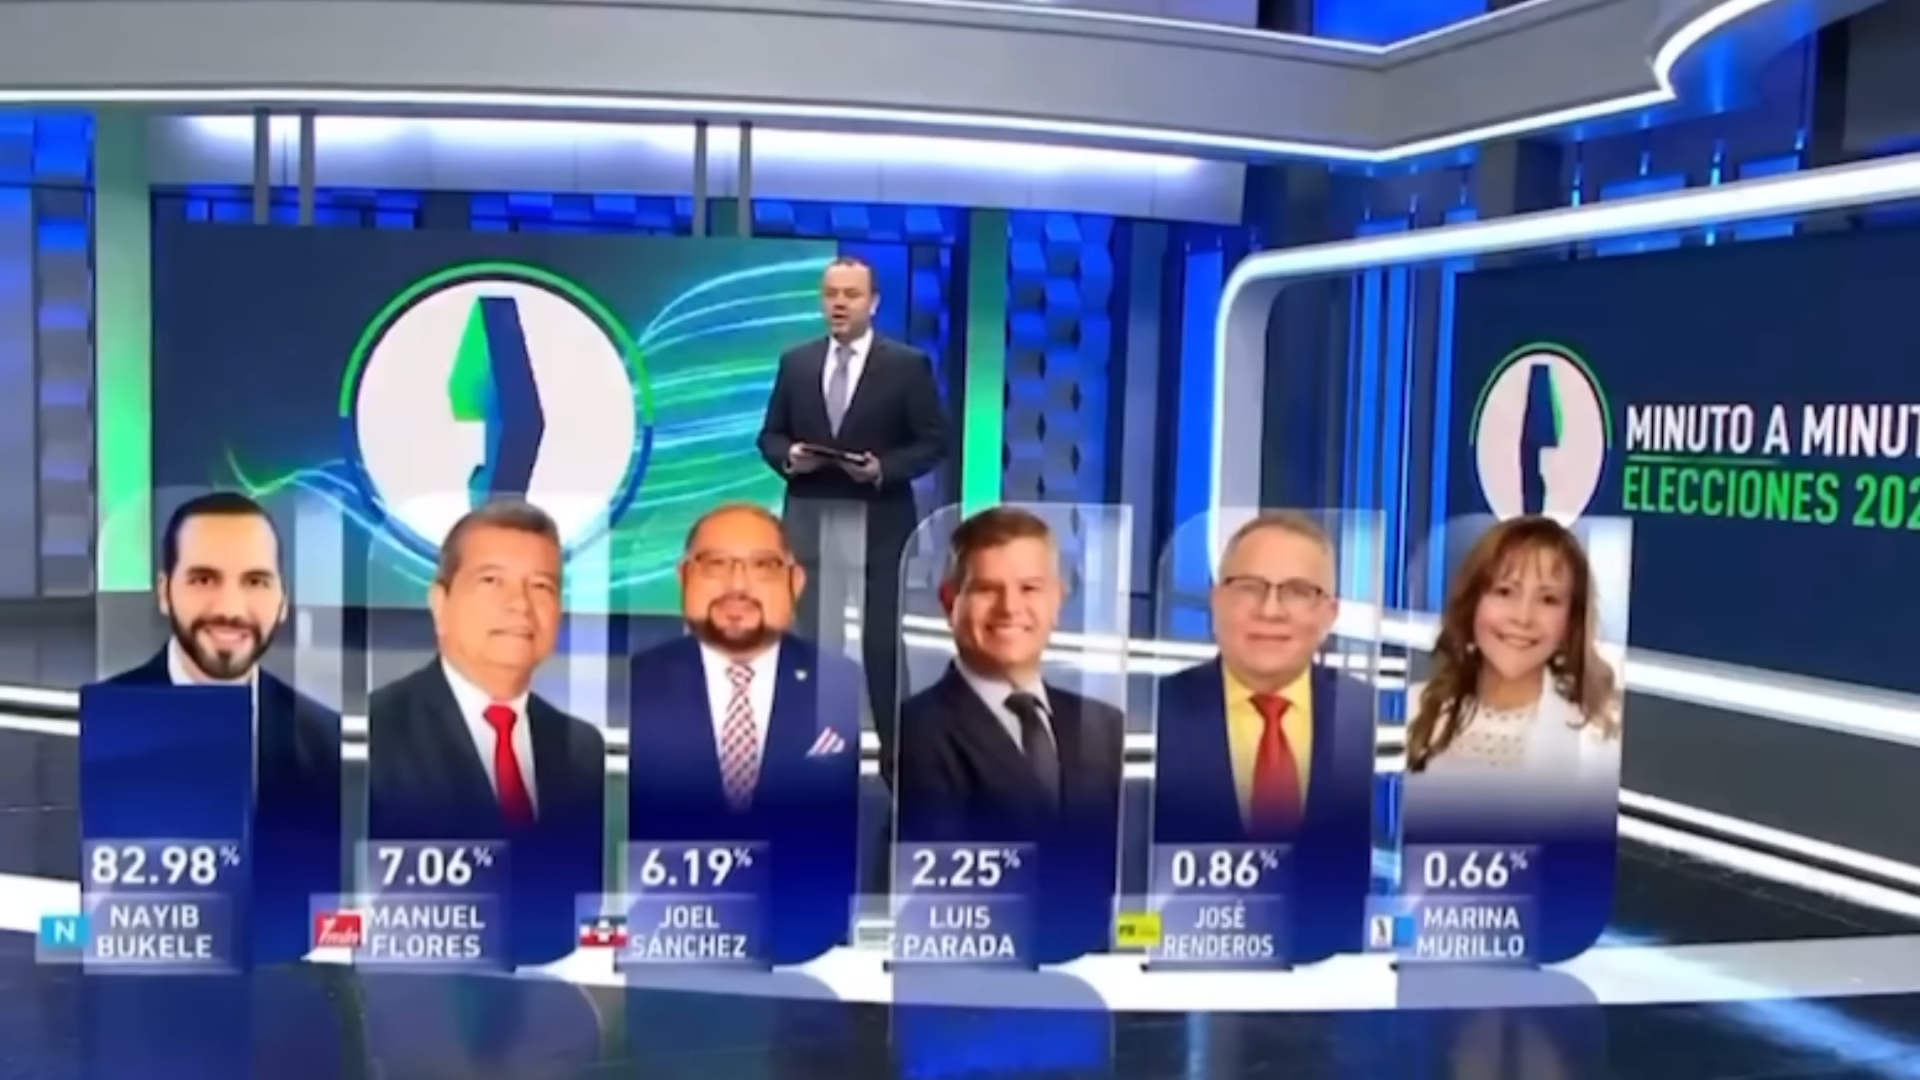 MINUTO A MINUT
ELECCIONES 202
82.98%
NAYIB
BUKELE
N
7.06%
MANUEL
FLORES
6.19%
JOEL
SÁNCHEZ
2.25%
LUIS
PARADA
0.86%
JOSÉ
RENDEROS
0.66%
MARINA
MURILLO